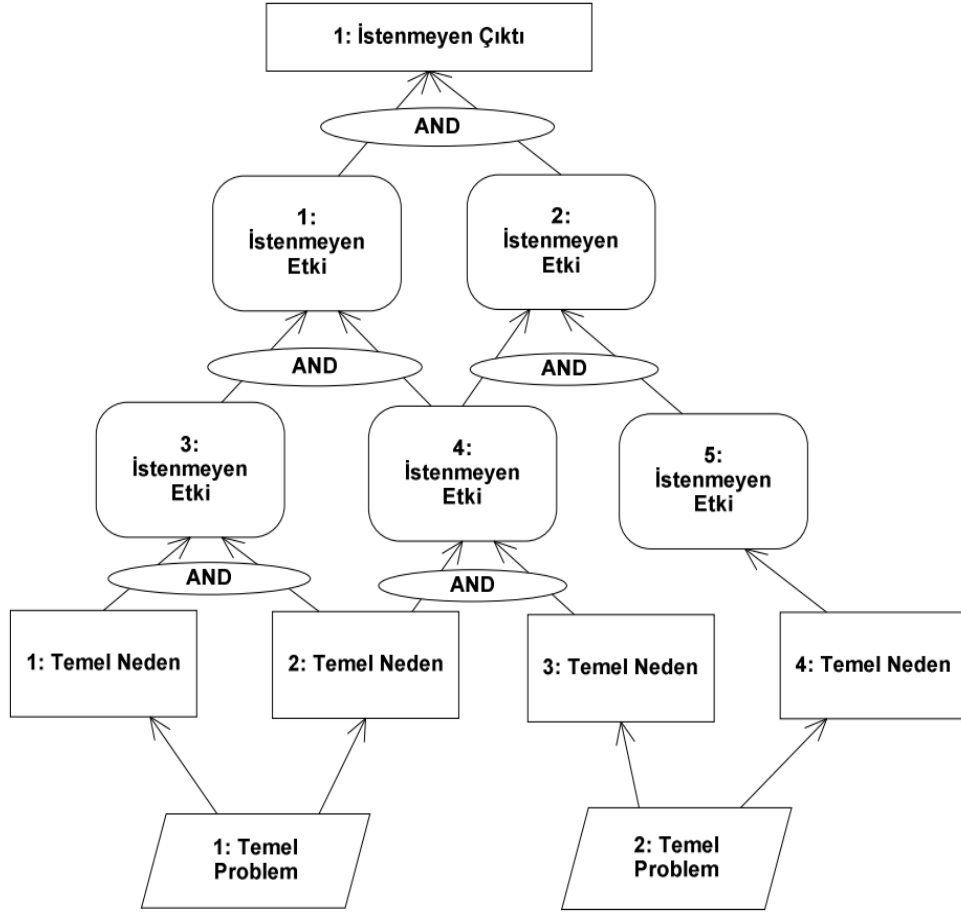 1: İstenmeyen Çıktı
AND
1:
İstenmeyen
Etki
2:
İstenmeyen
Etki
AND
AND
3:
İstenmeyen
Etki
4:
İstenmeyen
Etki
5:
İstenmeyen
Etki
AND
AND
1: Temel Neden
2: Temel Neden
3: Temel Neden
4: Temel Neden
1: Temel
Problem
2: Temel
Problem